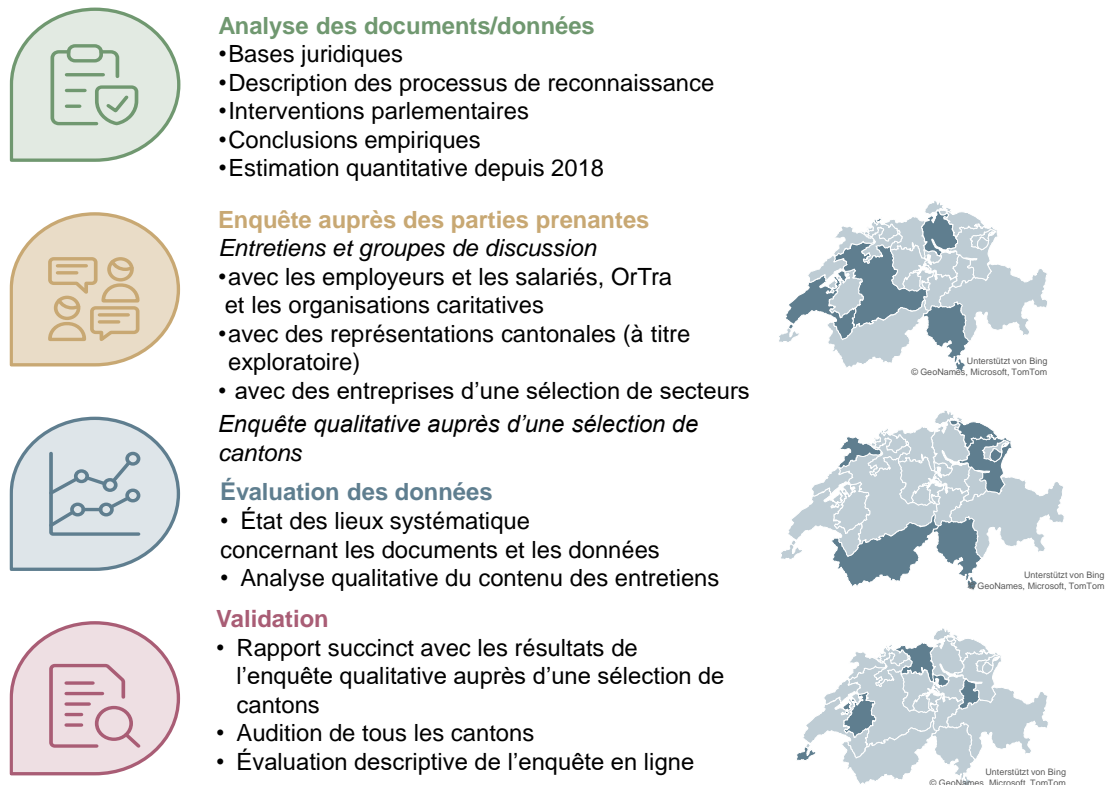 Analyse des documents/données
•Bases juridiques
•Description des processus de reconnaissance
•Interventions parlementaires
•Conclusions empiriques
•Estimation quantitative depuis 2018
Enquête auprès des parties prenantes
Entretiens et groupes de discussion
•avec les employeurs et les salariés, OrTra
et les organisations caritatives
•avec des représentations cantonales (à titre
exploratoire)
• avec des entreprises d'une sélection de secteurs
Unterstützt von Bing
© GeoNames, Microsoft, TomTom
Enquête qualitative auprès d'une sélection de
cantons
Évaluation des données
• État des lieux systématique
concernant les documents et les données
• Analyse qualitative du contenu des entretiens
Unterstützt von Bing
GeoNames, Microsoft, TomTom
Validation
• Rapport succinct avec les résultats de
l'enquête qualitative auprès d'une sélection de
cantons
• Audition de tous les cantons
• Évaluation descriptive de l'enquête en ligne
Unterstützt von Bing
© GeoNames, Microsoft, TomTom